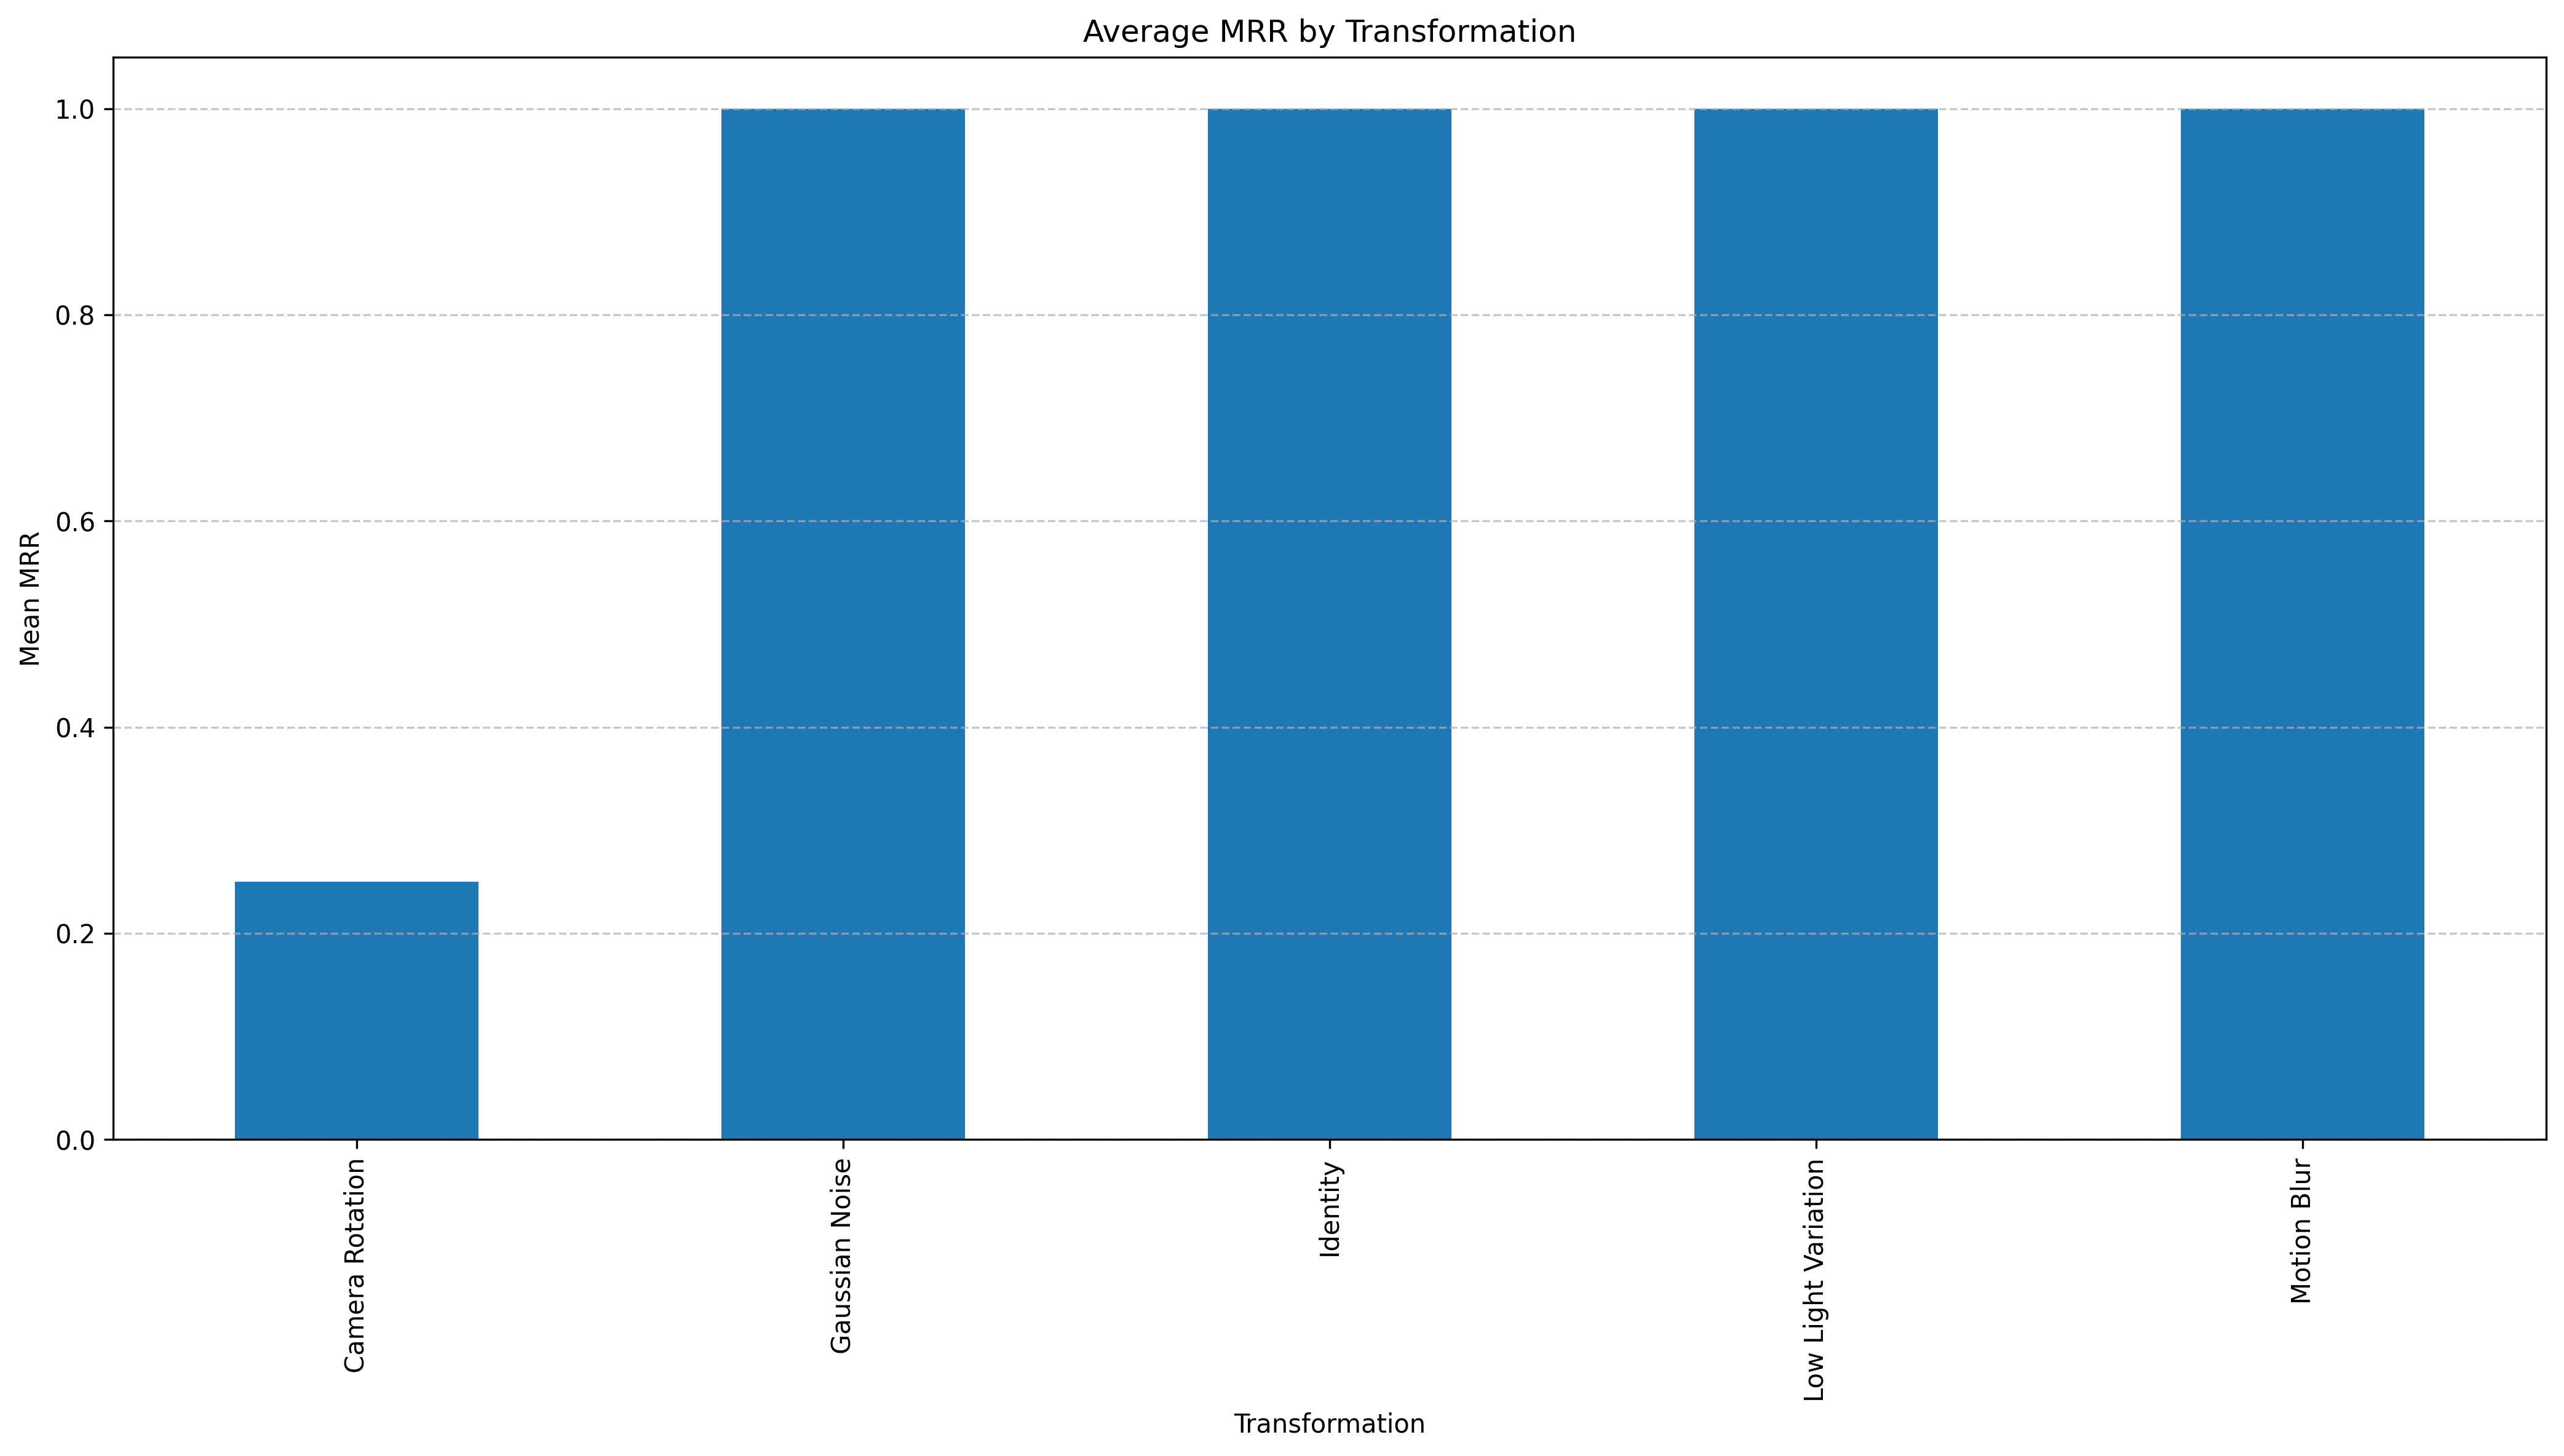 Average MRR by Transformation
Mean MRR
1.0
0.8
0.6
0.4
0.2
0.0
Camera Rotation
Gaussian Noise
Identity
Low Light Variation
Motion Blur
Transformation